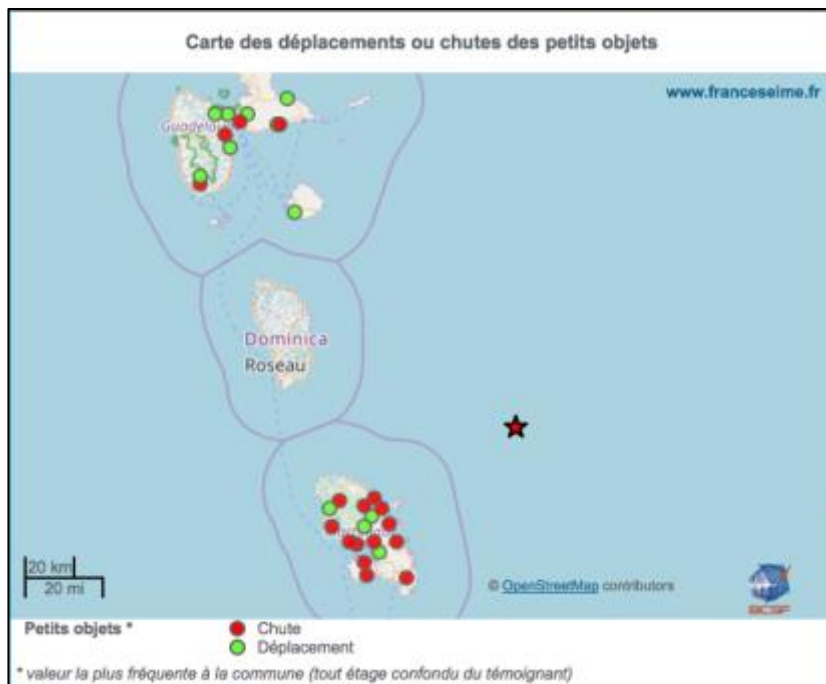 Carte des déplacements ou chutes des petits objets
www.franceseime.fr
Dominica
Roseau
20 km
20 mi
© OpenStreetMap contributors
BCSF
Petits objets *
Chute
Déplacement
* valeur la plus fréquente à la commune (tout étage confondu du témoignant)